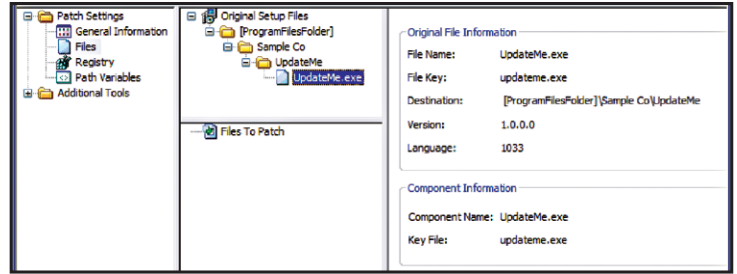 Patch Settings
General Information
Files
Registry
Path Variables
Additional Tools
Original Setup Files
[ProgramFilesFolder]
Sample Co
UpdateMe
UpdateMe.exe
Files To Patch
Original File Information
File Name: UpdateMe.exe
File Key: updateme.exe
Destination: [ProgramFilesFolder]\Sample Co\UpdateMe
Version: 1.0.0.0
Language: 1033
Component Information
Component Name: UpdateMe.exe
Key File: updateme.exe